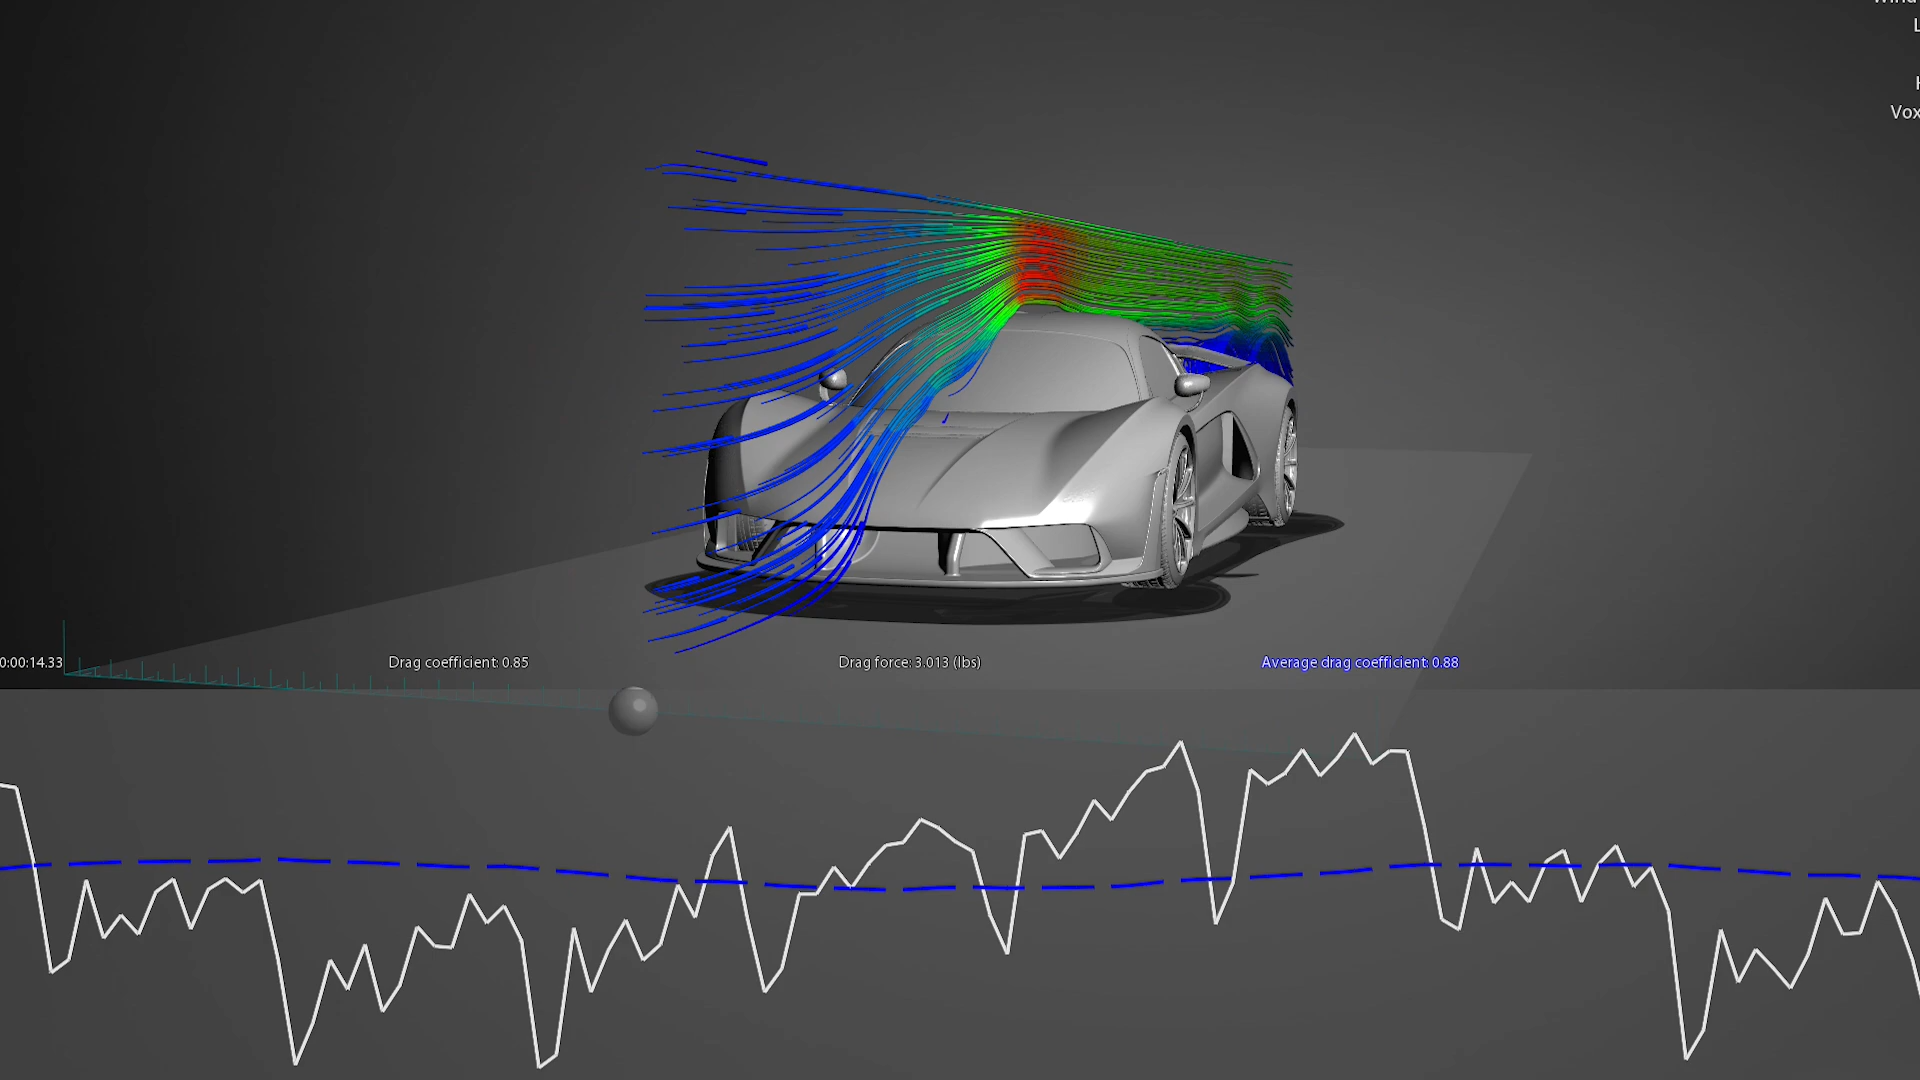 L
Vox
0:00:14.33
Drag coefficient: 0.85
Drag force: 3.013 (lbs)
Average drag coefficient: 0.88